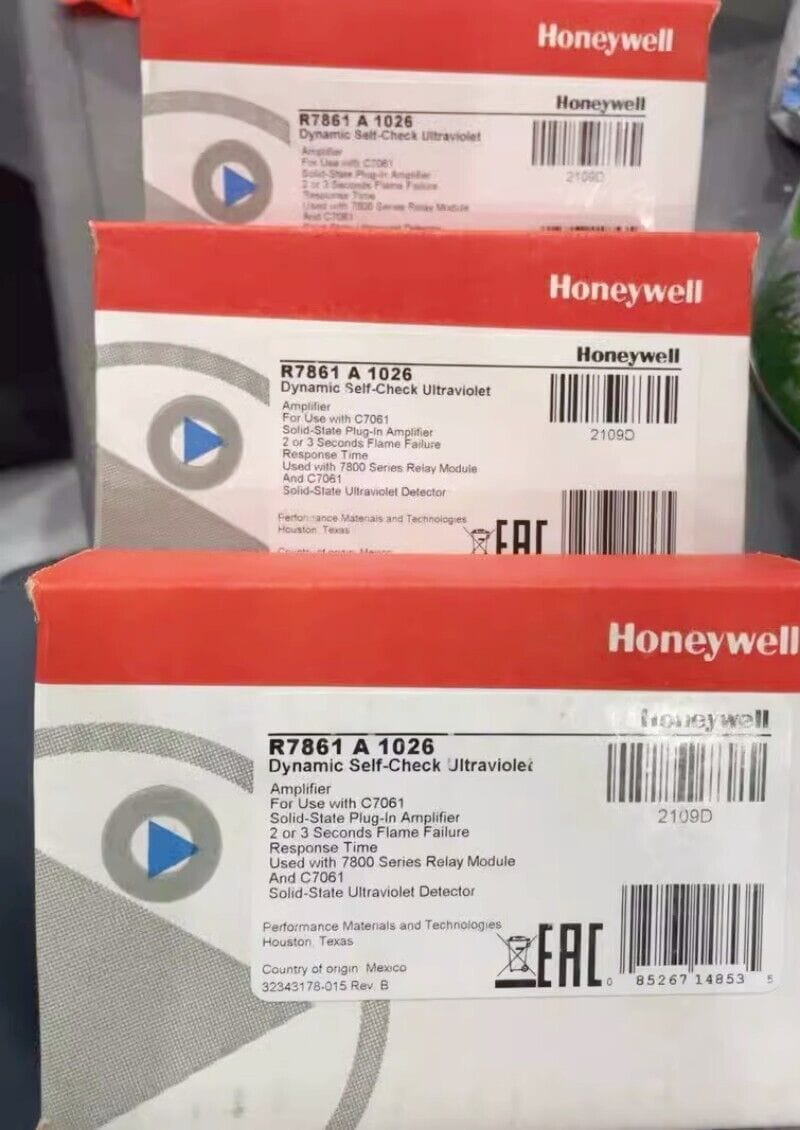 Honeywell
Honeywell
R7861 A 1026
Dynamic Self-Check Ultraviolet
Amplifier
For Use with C7061
Solid-State Plug-In Amplifier
2 or 3 Seconds Flame Failure
Response Time
Used with 7800 Series Relay Module
And C7061
2109D
Honeywell
Honeywell
R7861 A 1026
Dynamic Self-Check Ultraviolet
Amplifier
For Use with C7061
Solid-State Plug-In Amplifier
2 or 3 Seconds Flame Failure
Response Time
Used with 7800 Series Relay Module
And C7061
Solid-State Ultraviolet Detector
2109D
Performance Materials and Technologies
Houston, Texas
EAC
Country of origin Mexico
Honeywell
Honeywell
R7861 A 1026
Dynamic Self-Check Ultraviolet
Amplifier
For Use with C7061
Solid-State Plug-In Amplifier
2 or 3 Seconds Flame Failure
Response Time
Used with 7800 Series Relay Module
And C7061
Solid-State Ultraviolet Detector
2109D
Performance Materials and Technologies
Houston, Texas
EAC
Country of origin Mexico
32343178-015 Rev. B
0 85267 14853 5